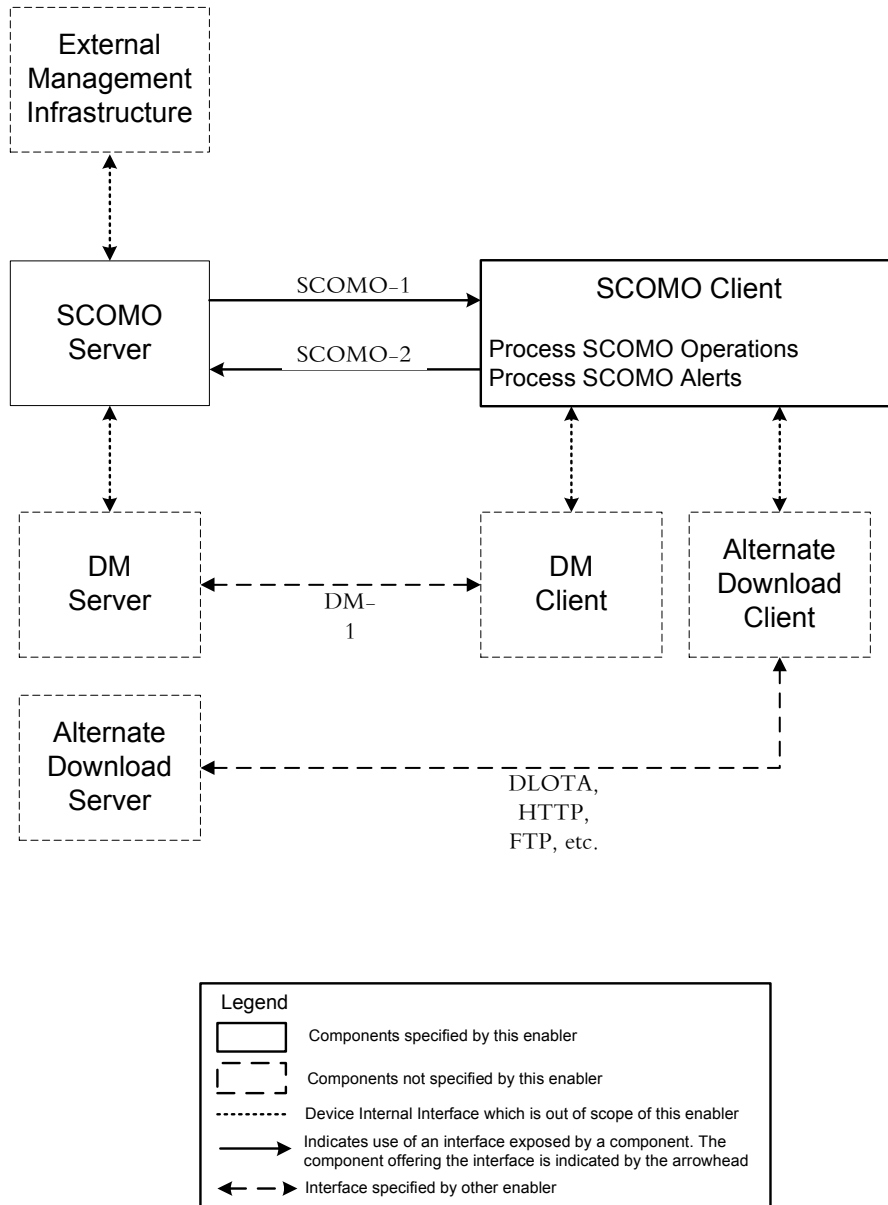 External
Management
Infrastructure
SCOMO
Server
SCOMO-1
SCOMO-2
SCOMO Client
Process SCOMO Operations
Process SCOMO Alerts
DM
Server
DM-
1
DM
Client
Alternate
Download
Client
Alternate
Download
Server
DLOTA,
HTTP,
FTP, etc.
Legend
Components specified by this enabler
Components not specified by this enabler
Device Internal Interface which is out of scope of this enabler
Indicates use of an interface exposed by a component. The
component offering the interface is indicated by the arrowhead
Interface specified by other enabler